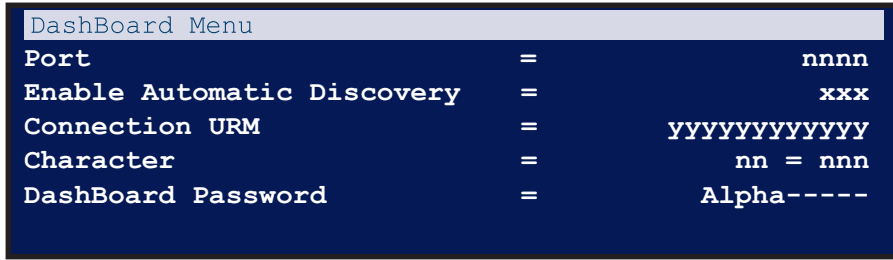 DashBoard Menu
Port = nnnn
Enable Automatic Discovery = xxx
Connection URM = yyyyyyyyyyyy
Character = nn = nnn
DashBoard Password = Alpha-----